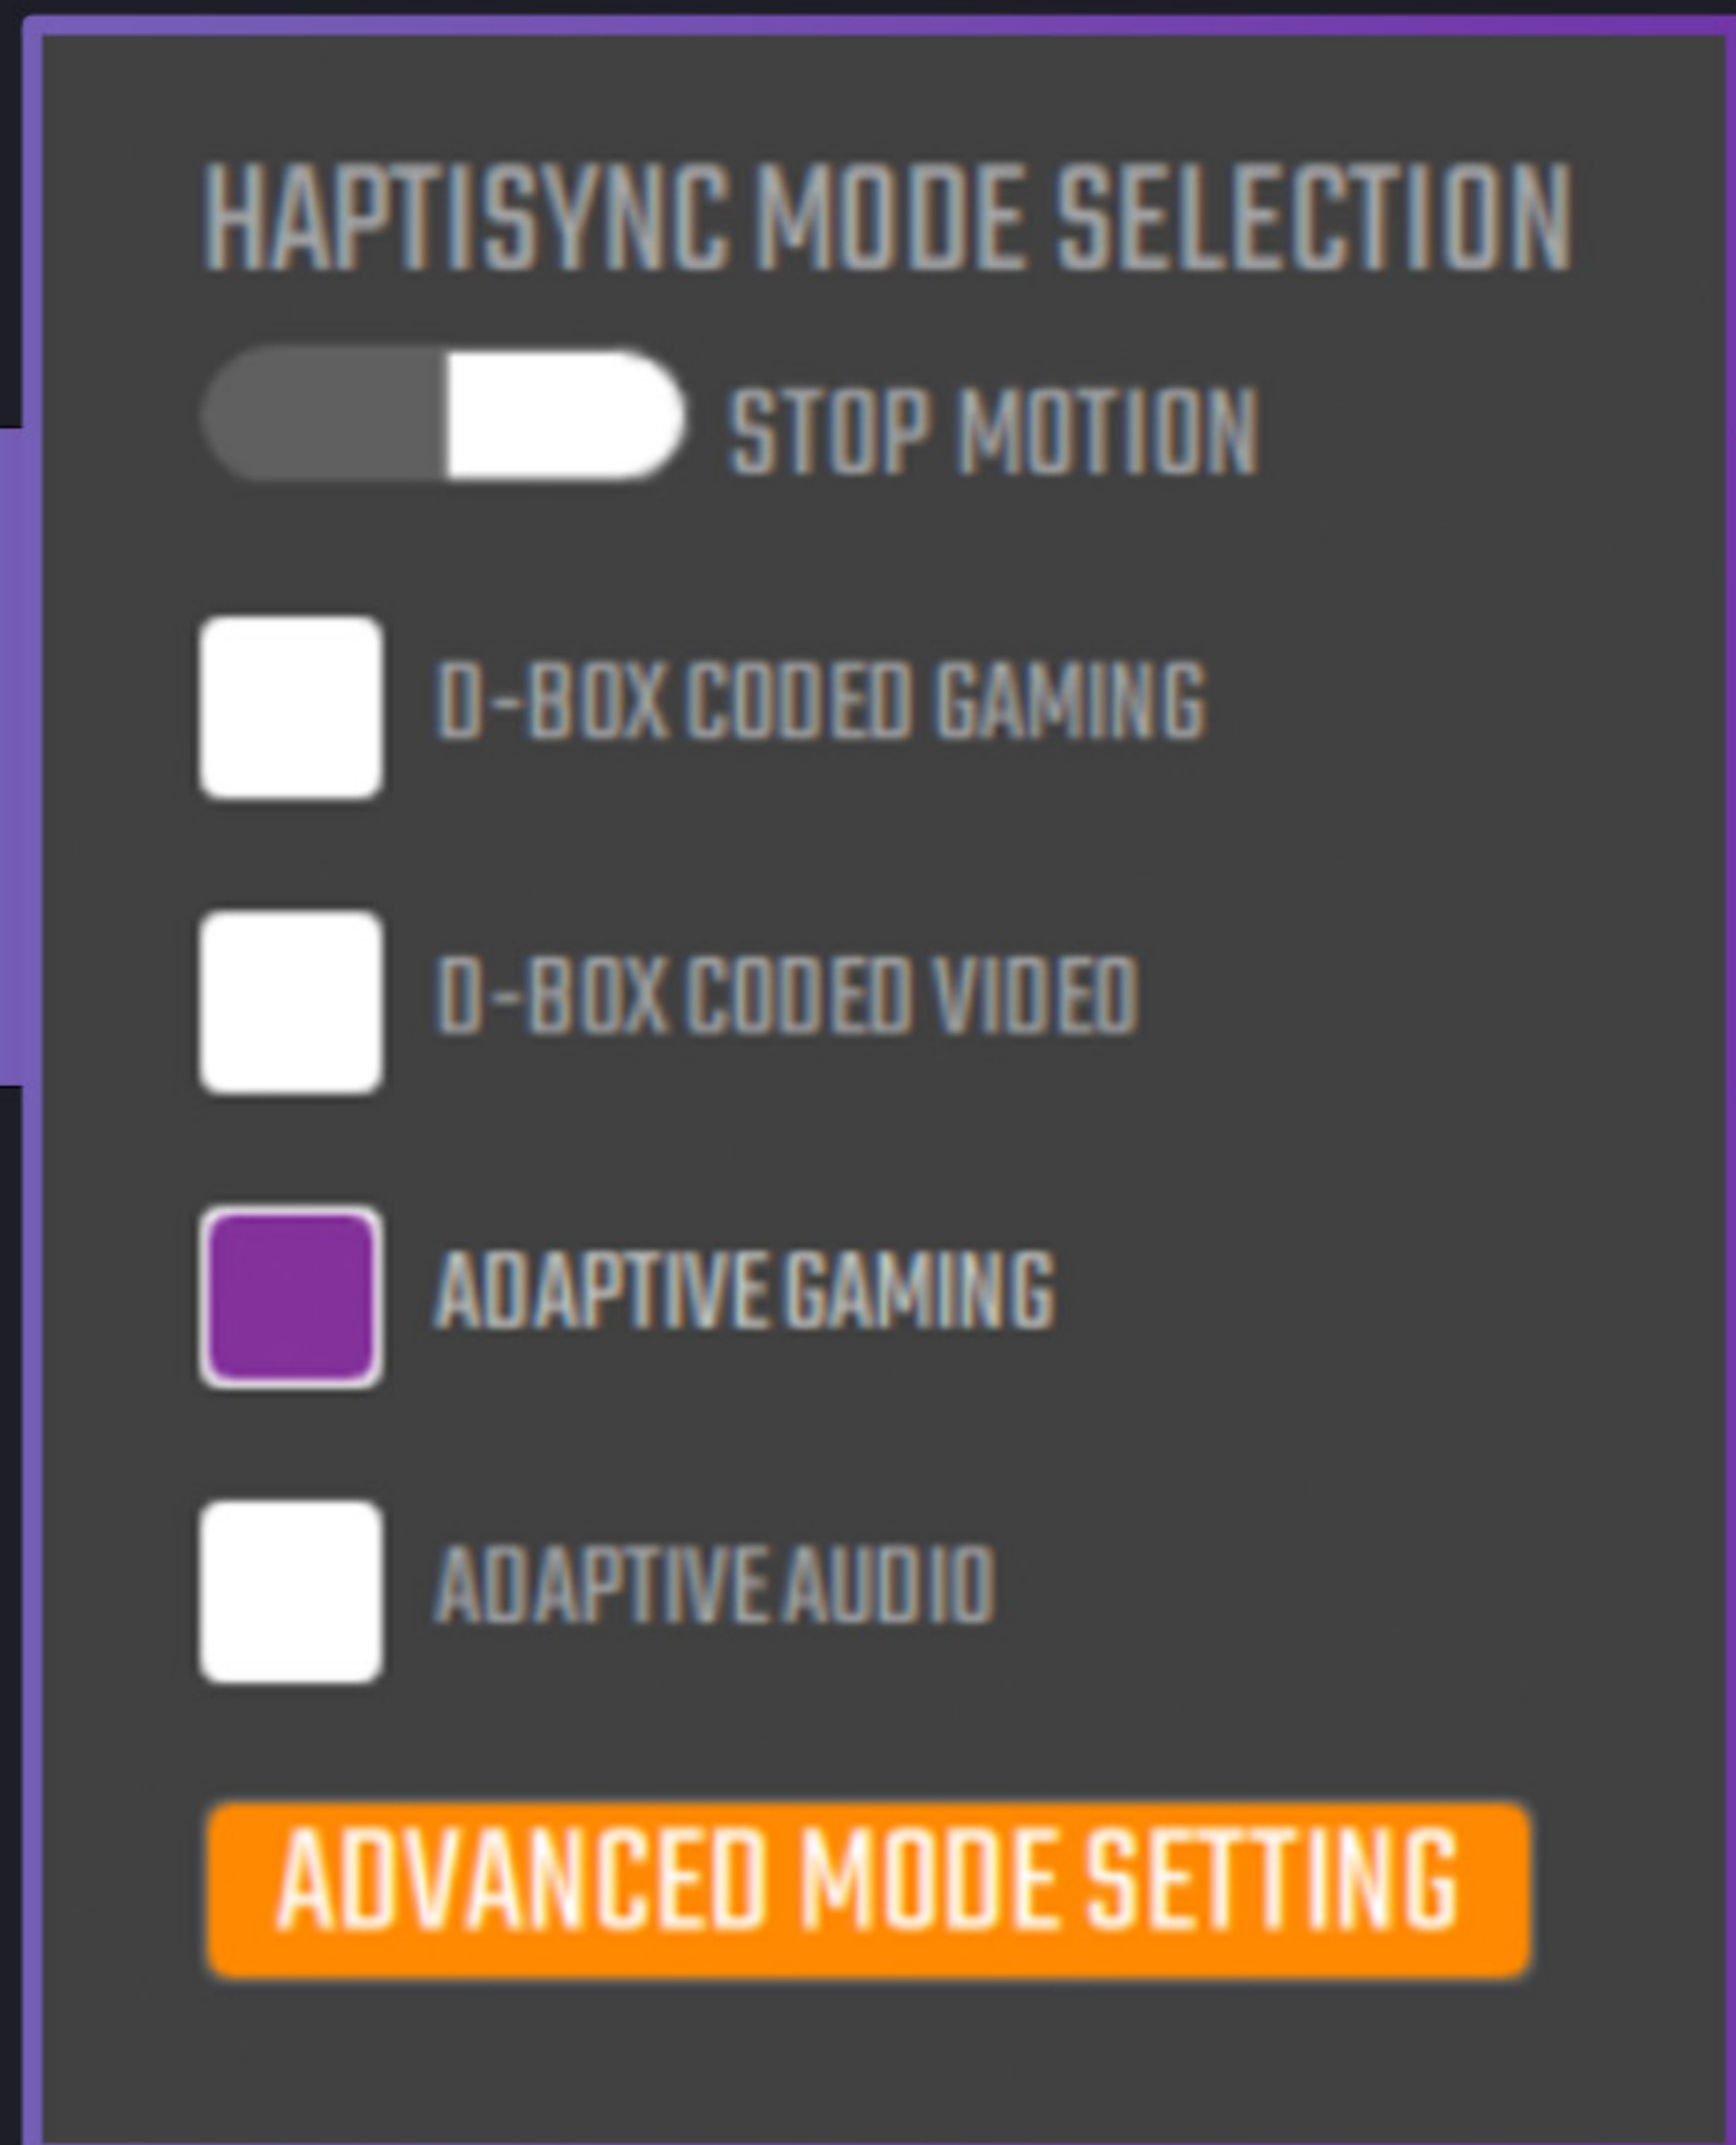 HAPTISYNC MODE SELECTION
STOP MOTION
D-BOX CODED GAMING
D-BOX CODED VIDEO
ADAPTIVE GAMING
ADAPTIVE AUDIO
ADVANCED MODE SETTING